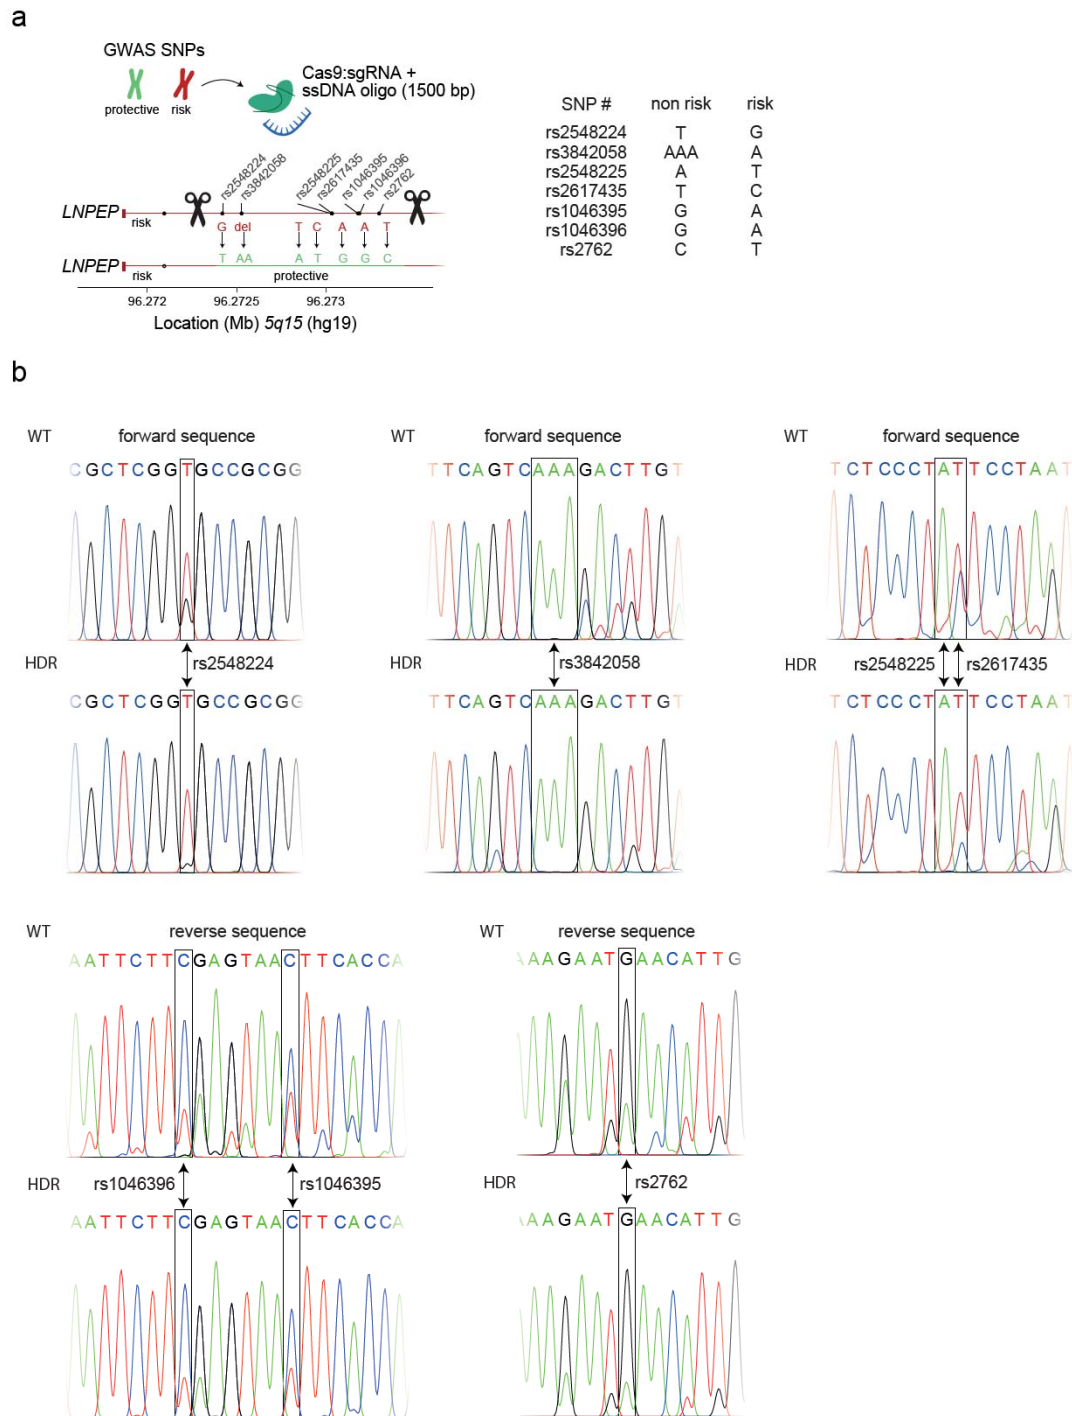 a
GWAS SNPs
protective risk
Cas9:sgRNA +
ssDNA oligo (1500 bp)
rs2548224
rs3842058
rs2548225
rs2617435
rs1046395
rs1046396
rs2762
LNPEP
risk
G del T C A A T
T AA A T G G C
LNPEP
risk
protective
96.272 96.2725 96.273
Location (Mb) 5q15 (hg19)
SNP # non risk risk
rs2548224 T G
rs3842058 AAA A
rs2548225 A T
rs2617435 T C
rs1046395 G A
rs1046396 G A
rs2762 C T
b
WT forward sequence
CGCTCGGTGCCGCGG
HDR rs2548224
CGCTCGGTGCCGCGG
WT forward sequence
TTCAGTCAAAGACTTGT
HDR rs3842058
TTCAGTCAAAGACTTGT
WT forward sequence
TCTCCCTATTCCTAAT
HDR rs2548225 rs2617435
TCTCCCTATTCCTAAT
WT reverse sequence
AATTCTTCGAGTAACTTCACCA
HDR rs1046396 rs1046395
AATTCTTCGAGTAACTTCACCA
WT reverse sequence
AAAGAATGAACATTG
HDR rs2762
AAAGAATGAACATTG